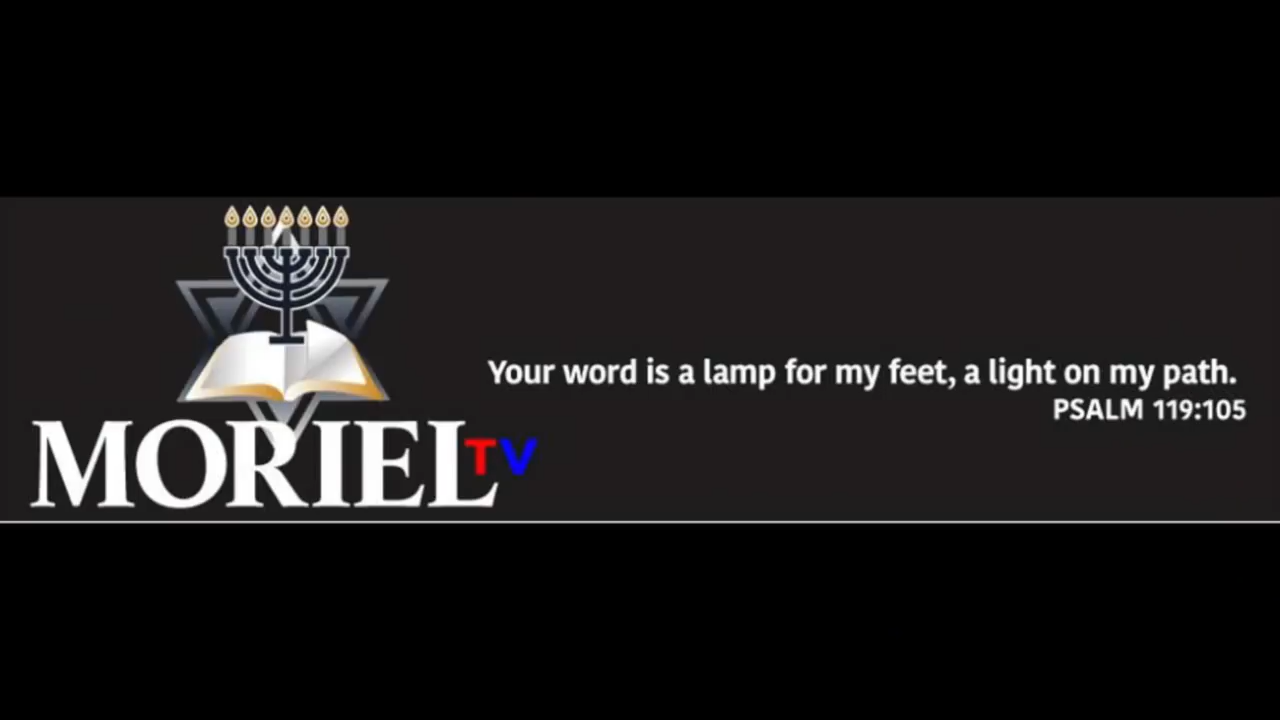 Your word is a lamp for my feet, a light on my path.
PSALM 119:105
MORIEL TV